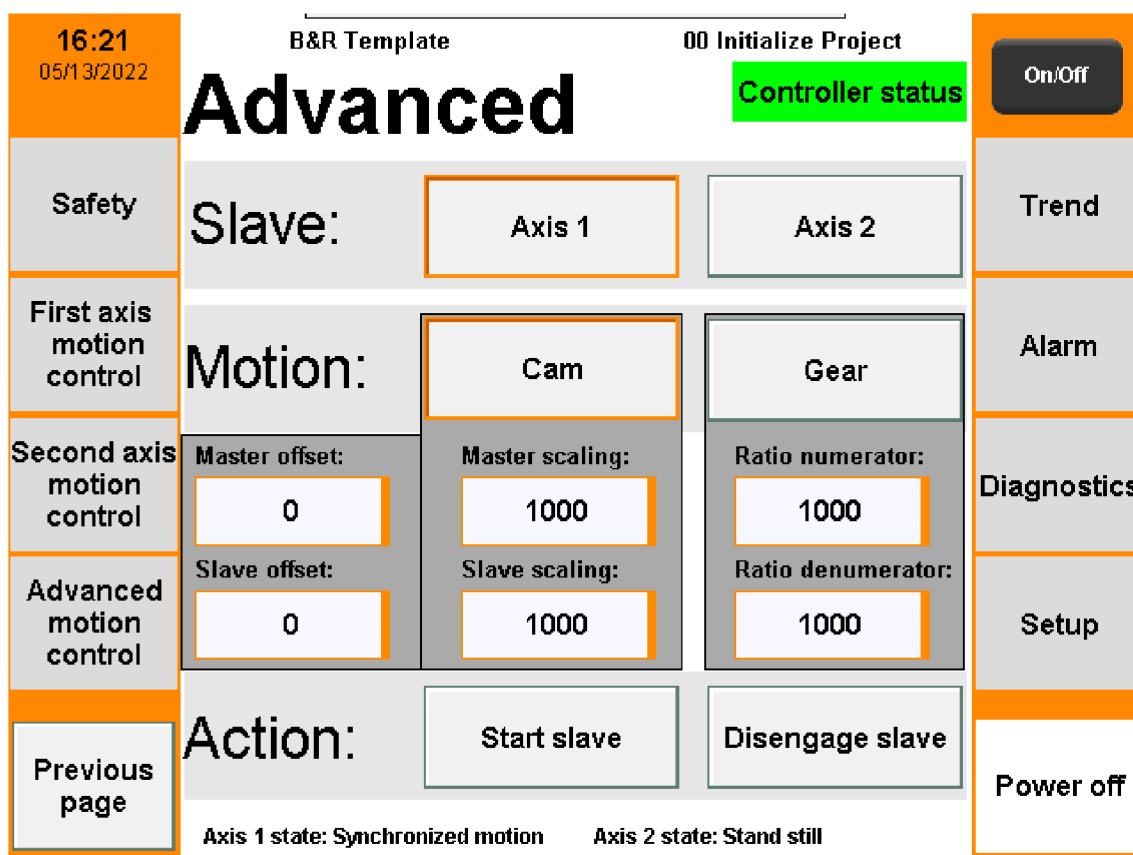 16:21
05/13/2022
B&R Template
00 Initialize Project
On/Off
Advanced
Controller status
Safety
Slave:
Axis 1
Axis 2
Trend
First axis
motion
control
Motion:
Cam
Gear
Alarm
Second axis
motion
control
Master offset:
Master scaling:
Ratio numerator:
0
1000
1000
Diagnostics
Advanced
motion
control
Slave offset:
Slave scaling:
Ratio denumerator:
0
1000
1000
Setup
Action:
Start slave
Disengage slave
Previous
page
Power off
Axis 1 state: Synchronized motion
Axis 2 state: Stand still